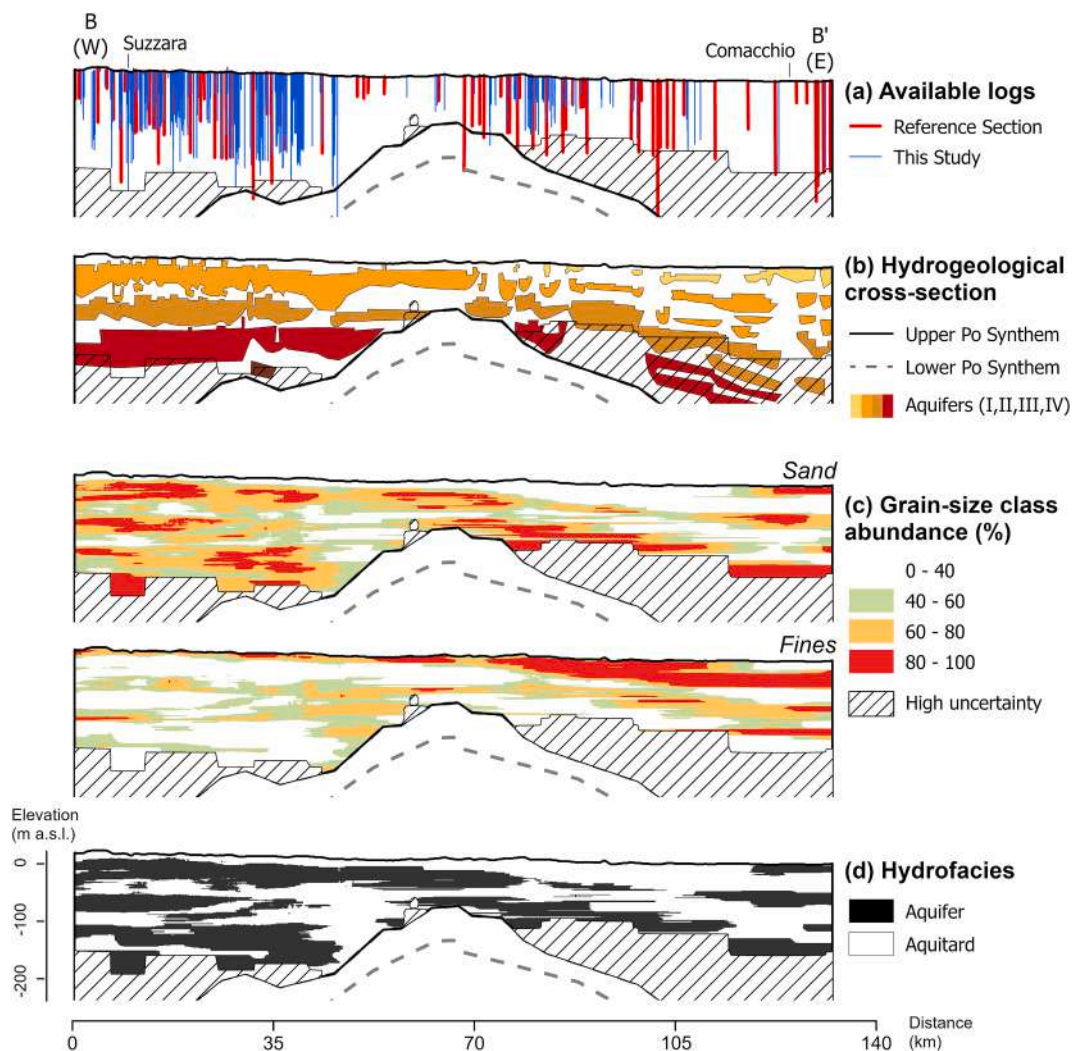 B
(W)
Suzzara
Comacchio
B'
(E)
(a) Available logs
Reference Section
This Study
(b) Hydrogeological
cross-section
Upper Po Synthem
Lower Po Synthem
Aquifers (I,II,III,IV)
Sand
(c) Grain-size class
abundance (%)
0 - 40
40 - 60
60 - 80
80 - 100
Fines
High uncertainty
Elevation
(m a.s.l.)
0
-100
-200
(d) Hydrofacies
Aquifer
Aquitard
0 35 70 105 140
Distance
(km)